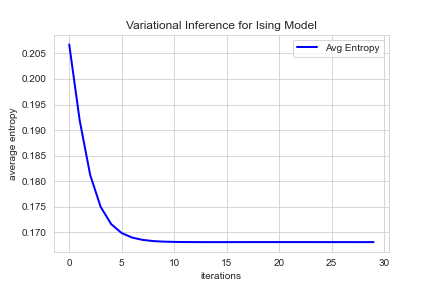 Variational Inference for Ising Model
Avg Entropy
average entropy
0.205
0.200
0.195
0.190
0.185
0.180
0.175
0.170
0 5 10 15 20 25 30
iterations